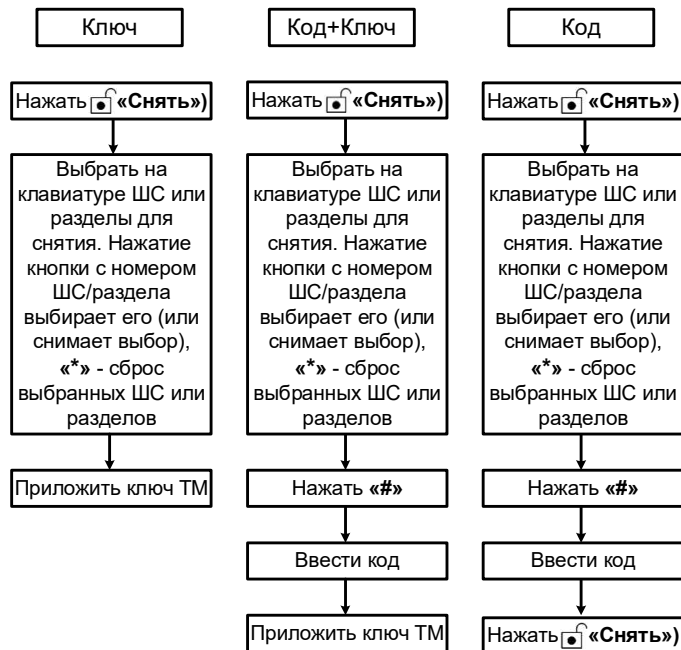 Ключ
Нажать «Снять»)
Выбрать на
клавиатуре ШС или
разделы для
снятия. Нажатие
кнопки с номером
ШС/раздела
выбирает его (или
снимает выбор),
«*» - сброс
выбранных ШС или
разделов
Приложить ключ ТМ
Код+Ключ
Нажать «Снять»)
Выбрать на
клавиатуре ШС или
разделы для
снятия. Нажатие
кнопки с номером
ШС/раздела
выбирает его (или
снимает выбор),
«*» - сброс
выбранных ШС или
разделов
Нажать «#»
Ввести код
Приложить ключ ТМ
Код
Нажать «Снять»)
Выбрать на
клавиатуре ШС или
разделы для
снятия. Нажатие
кнопки с номером
ШС/раздела
выбирает его (или
снимает выбор),
«*» - сброс
выбранных ШС или
разделов
Нажать «#»
Ввести код
Нажать «Снять»)